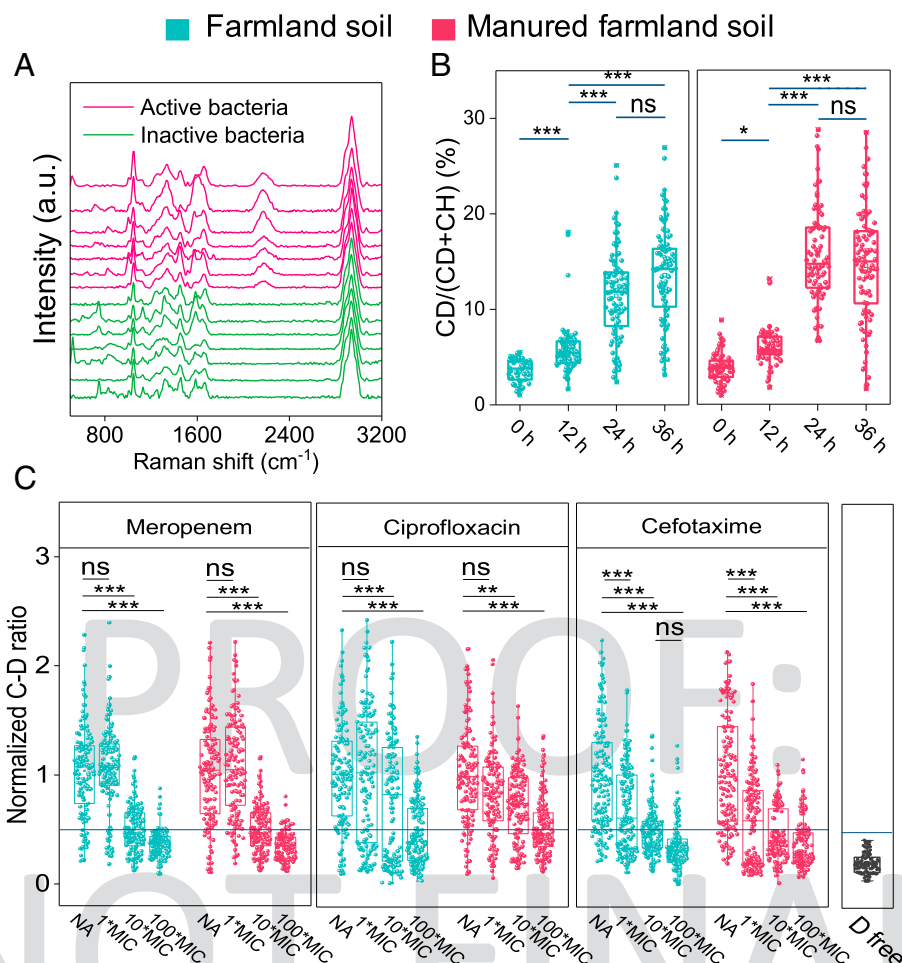 Farmland soil Manured farmland soil
A
Active bacteria
Inactive bacteria
Intensity (a.u.)
800 1600 2400 3200
Raman shift (cm-1)
B
CD/(CD+CH) (%)
30
20
10
0
*** *** *** ns
* *** *** ns
0 h 12 h 24 h 36 h
0 h 12 h 24 h 36 h
C
Meropenem Ciprofloxacin Cefotaxime
Normalized C-D ratio
3
2
1
0
ns *** ***
ns *** ***
ns *** ***
ns ** ***
*** *** *** ns
*** *** ***
NA 1*MIC 10*MIC 100*MIC NA 1*MIC 10*MIC 100*MIC
NA 1*MIC 10*MIC 100*MIC NA 1*MIC 10*MIC 100*MIC
NA 1*MIC 10*MIC 100*MIC NA 1*MIC 10*MIC 100*MIC
D free
PROOF:
NOT FINAL